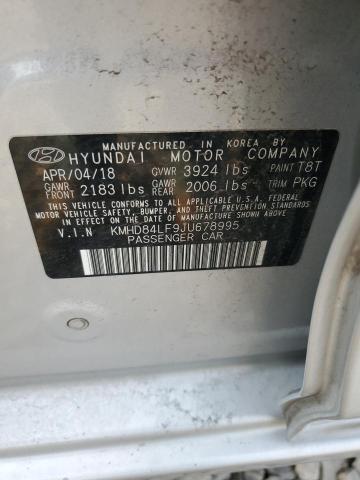 MANUFACTURED IN KOREA BY
HYUNDAI MOTOR COMPANY
APR/04/18 GVWR 3924 lbs PAINT T8T
GAWR FRONT 2183 lbs GAWR REAR 2006 lbs TRIM PKG
THIS VEHICLE CONFORMS TO ALL APPLICABLE U.S.A. FEDERAL
MOTOR VEHICLE SAFETY, BUMPER, AND THEFT PREVENTION STANDARDS
IN EFFECT ON THE DATE OF MANUFACTURE SHOWN ABOVE.
V.I.N KMHD84LF9JU678995
PASSENGER CAR